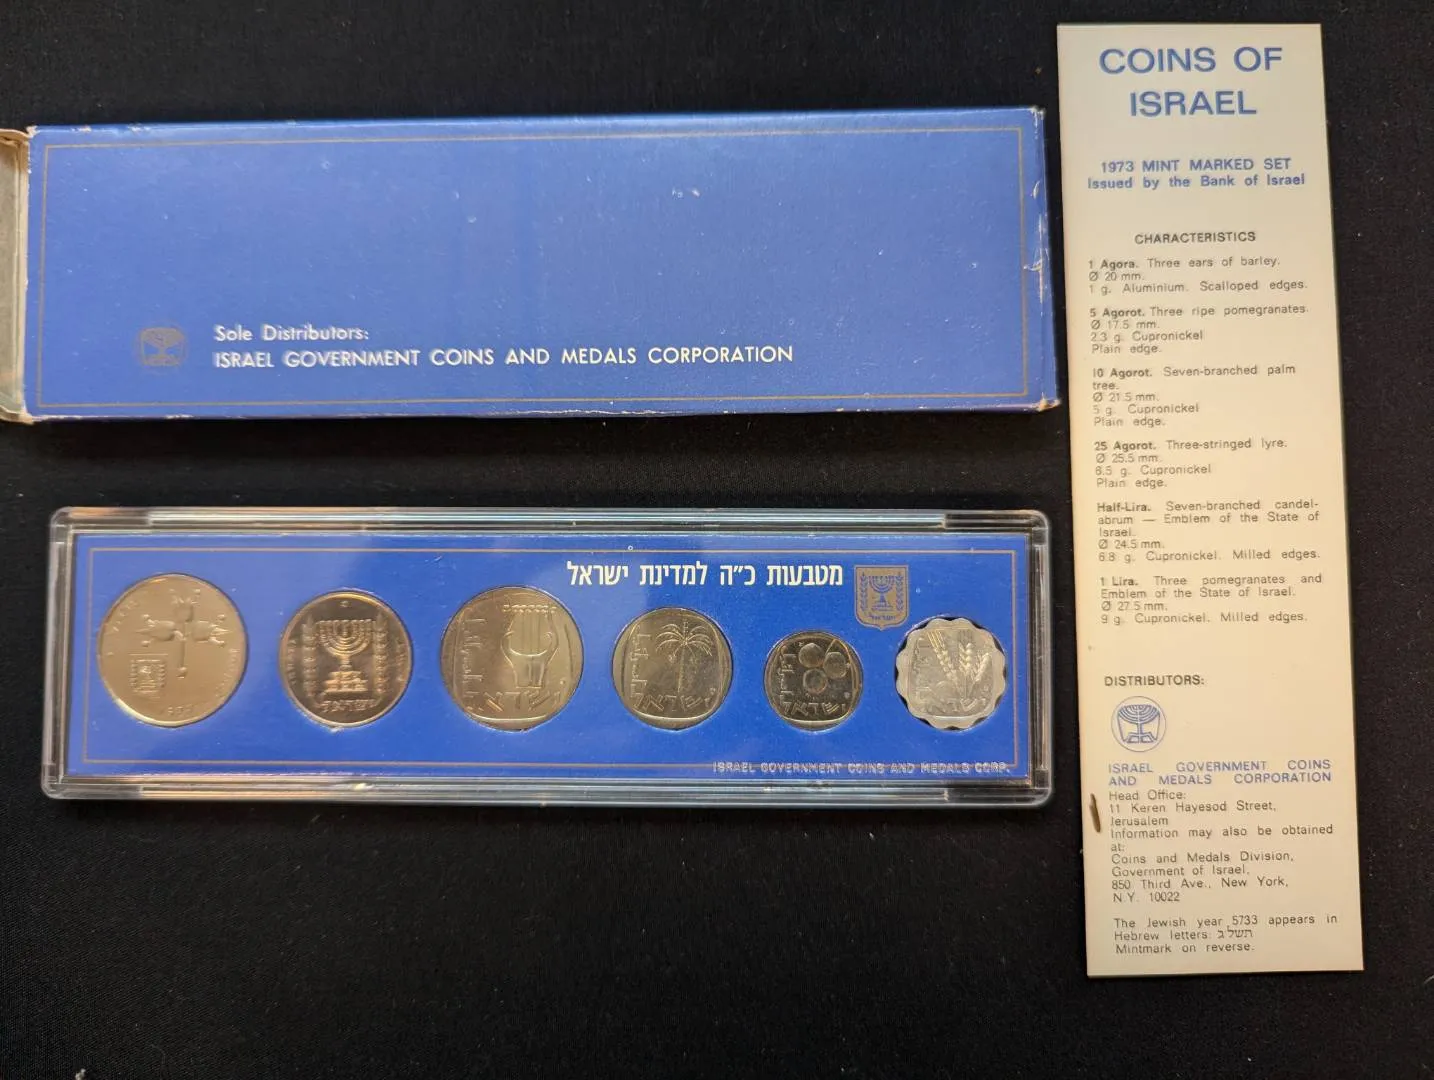 Sole Distributors:
ISRAEL GOVERNMENT COINS AND MEDALS CORPORATION
מטבעות כ״ה למדינת ישראל
ישראל
ישראל
ישראל
ישראל
ישראל
ISRAEL GOVERNMENT COINS AND MEDALS CORP.
COINS OF
ISRAEL
1973 MINT MARKED SET
Issued by the Bank of Israel
CHARACTERISTICS
1 Agora. Three ears of barley.
Ø 20 mm.
1 g. Aluminium. Scalloped edges.
5 Agorot. Three ripe pomegranates.
Ø 17.5 mm.
2.3 g. Cupronickel
Plain edge.
10 Agorot. Seven-branched palm
tree.
Ø 21.5 mm.
5 g. Cupronickel
Plain edge.
25 Agorot. Three-stringed lyre.
Ø 25.5 mm.
6.5 g. Cupronickel
Plain edge.
Half-Lira. Seven-branched candel-
abrum — Emblem of the State of
Israel.
Ø 24.5 mm.
6.8 g. Cupronickel. Milled edges.
1 Lira. Three pomegranates and
Emblem of the State of Israel.
Ø 27.5 mm.
9 g. Cupronickel. Milled edges.
DISTRIBUTORS:
ISRAEL GOVERNMENT COINS
AND MEDALS CORPORATION
Head Office:
11 Keren Hayesod Street,
Jerusalem
Information may also be obtained
at:
Coins and Medals Division,
Government of Israel,
850 Third Ave., New York,
N.Y. 10022
The Jewish year 5733 appears in
Hebrew letters: תשל״ג
Mintmark on reverse.